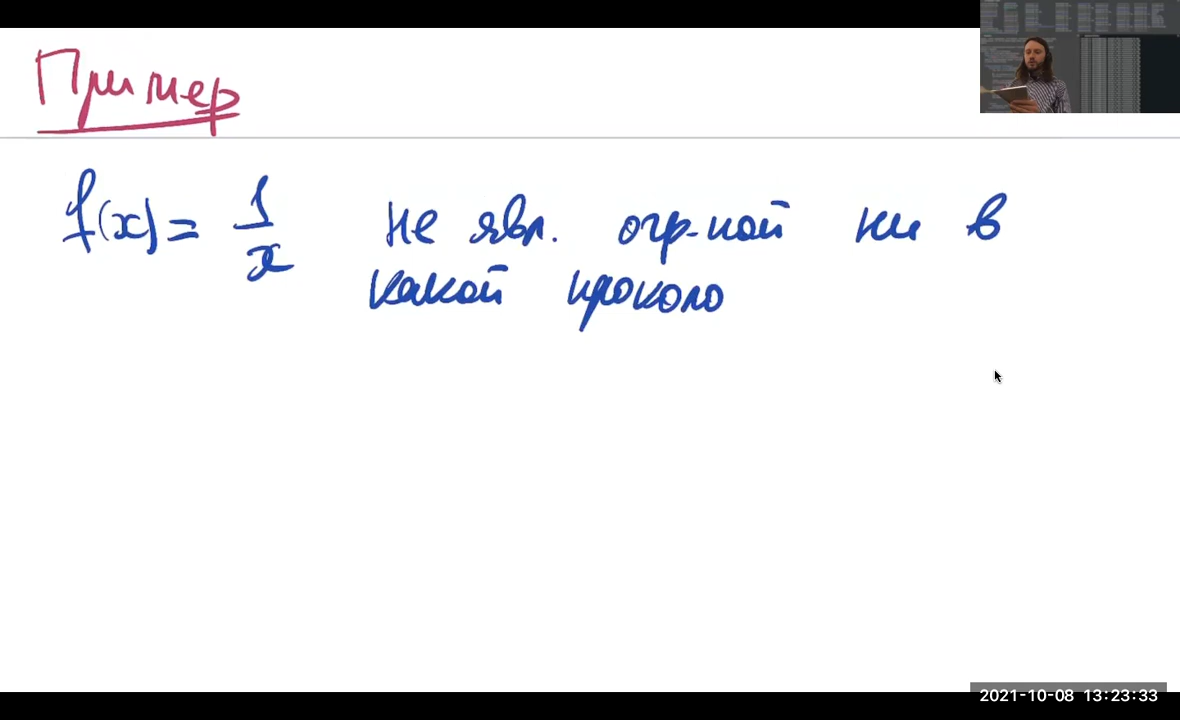 Пример
f(x) = 1/x не явл. огр-ной ни в
какой проколо
2021-10-08 13:23:33